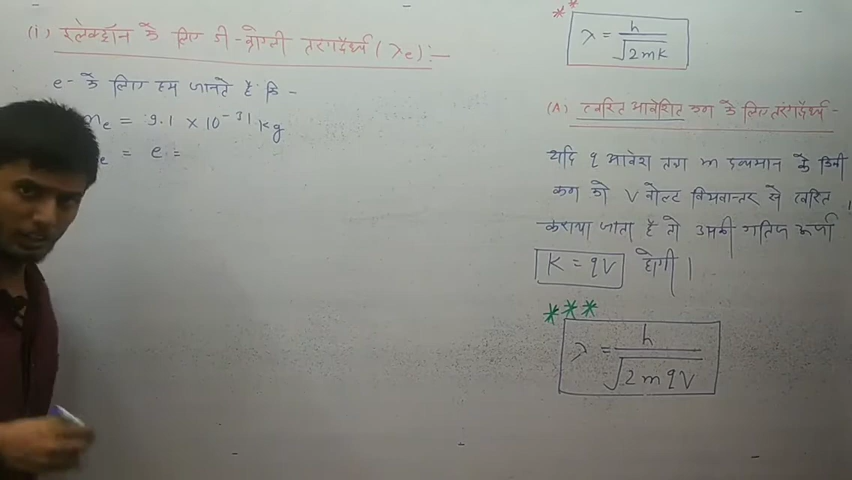 (i) इलेक्ट्रॉन के लिए डी-ब्रोग्ली तरंगदैर्ध्य (λe):-
e- के लिए हम जानते है कि -
me = 9.1 × 10^-31 kg
e = e =
λ = h / √2mK
(A) त्वरित आवेशित कण के लिए तरंगदैर्ध्य -
यदि q आवेश तथा m द्रव्यमान के किसी
कण को V वोल्ट विभवान्तर से त्वरित
कराया जाता है तो उसकी गतिज ऊर्जा
K = qV होगी।
λ = h / √2mqV